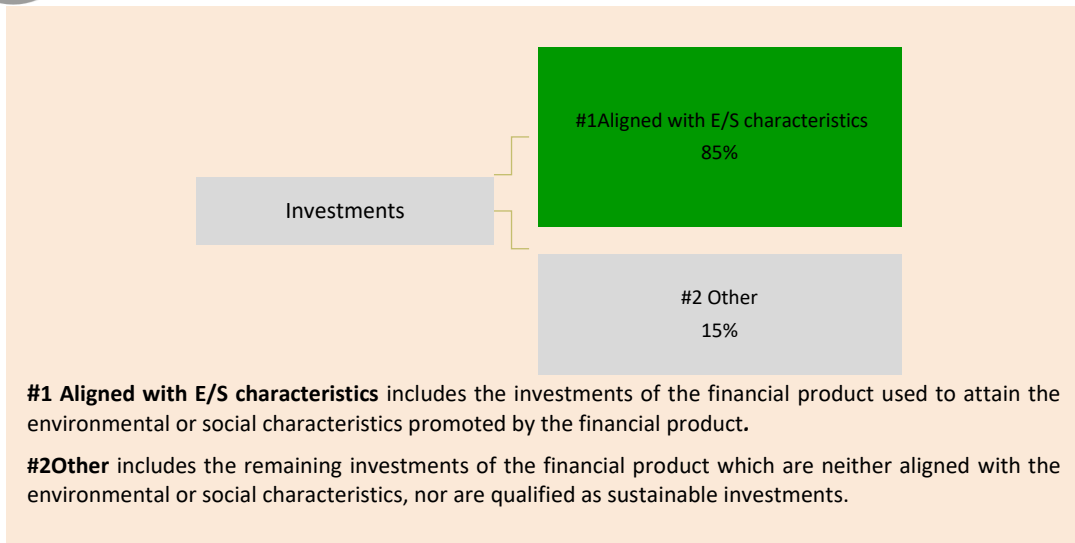 #1Aligned with E/S characteristics
85%
Investments
#2 Other
15%
#1 Aligned with E/S characteristics includes the investments of the financial product used to attain the
environmental or social characteristics promoted by the financial product.
#2Other includes the remaining investments of the financial product which are neither aligned with the
environmental or social characteristics, nor are qualified as sustainable investments.